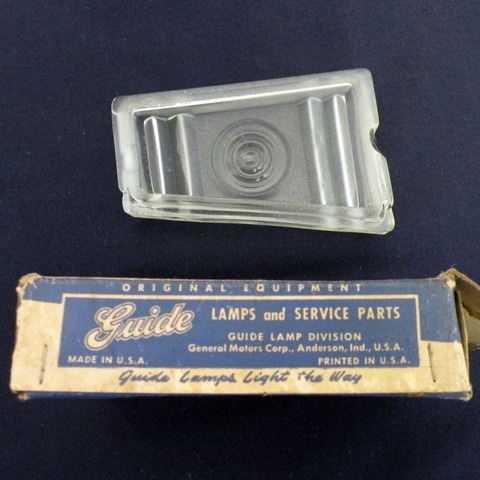 ORIGINAL EQUIPMENT
Guide LAMPS and SERVICE PARTS
GUIDE LAMP DIVISION
General Motors Corp., Anderson, Ind., U.S.A.
MADE IN U.S.A. PRINTED IN U.S.A.
Guide Lamps Light the Way